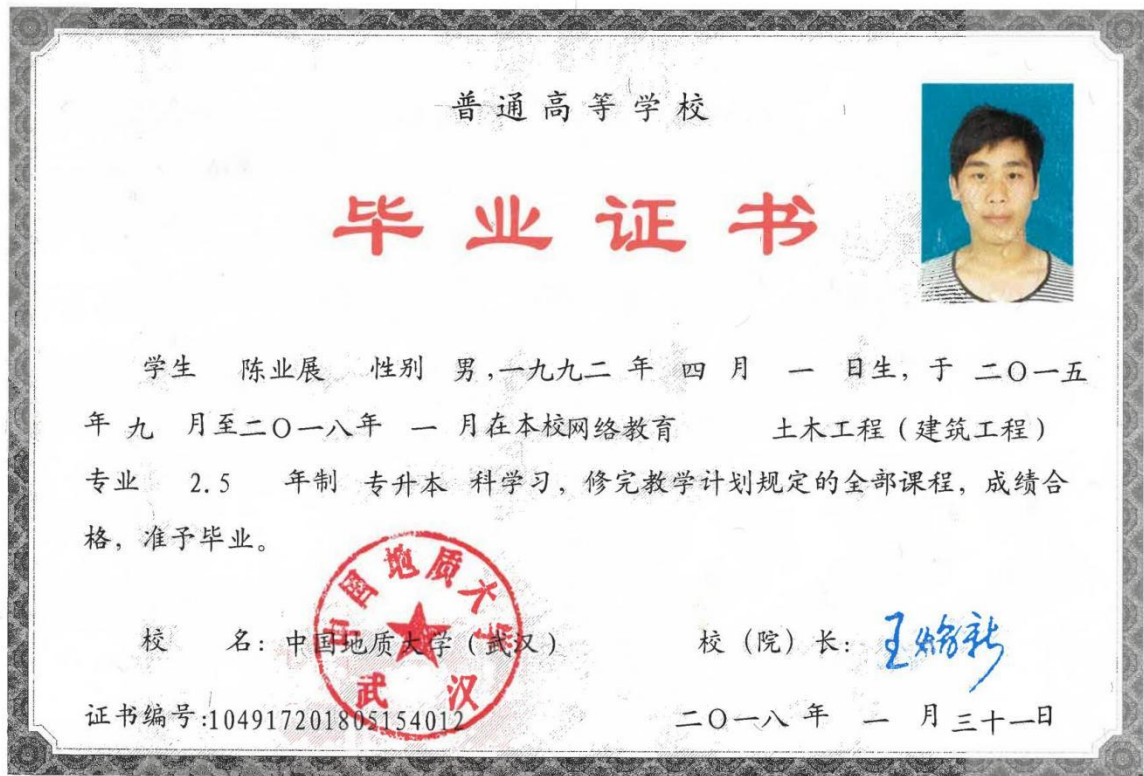 普通高等学校
毕业证书
学生 陈业展 性别 男,一九九二 年 四 月 一 日生, 于 二〇一五
年 九 月至二〇一八年 一 月在本校网络教育 土木工程(建筑工程)
专业 2.5 年制 专升本 科学习, 修完教学计划规定的全部课程, 成绩合
格, 准予毕业。
中国地质大学
武汉
校 名: 中国地质大学(武汉)
校(院)长: 王焰新
证书编号:104917201805154012
二〇一八 年 一 月 三十一日